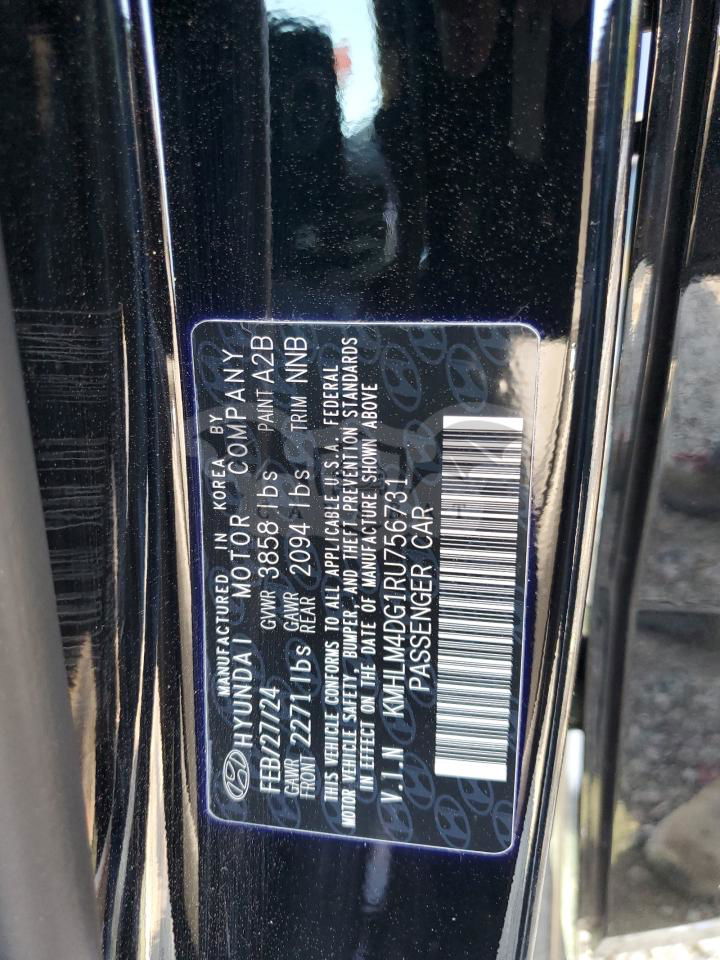 MANUFACTURED IN KOREA BY
HYUNDAI MOTOR COMPANY
FEB/27/24 GVWR 3858 lbs PAINT A2B
GAWR FRONT 2271 lbs GAWR REAR 2094 lbs TRIM NNB
THIS VEHICLE CONFORMS TO ALL APPLICABLE U.S.A. FEDERAL
MOTOR VEHICLE SAFETY, BUMPER, AND THEFT PREVENTION STANDARDS
IN EFFECT ON THE DATE OF MANUFACTURE SHOWN ABOVE
V.I.N KMHLM4DG1RU756731
PASSENGER CAR